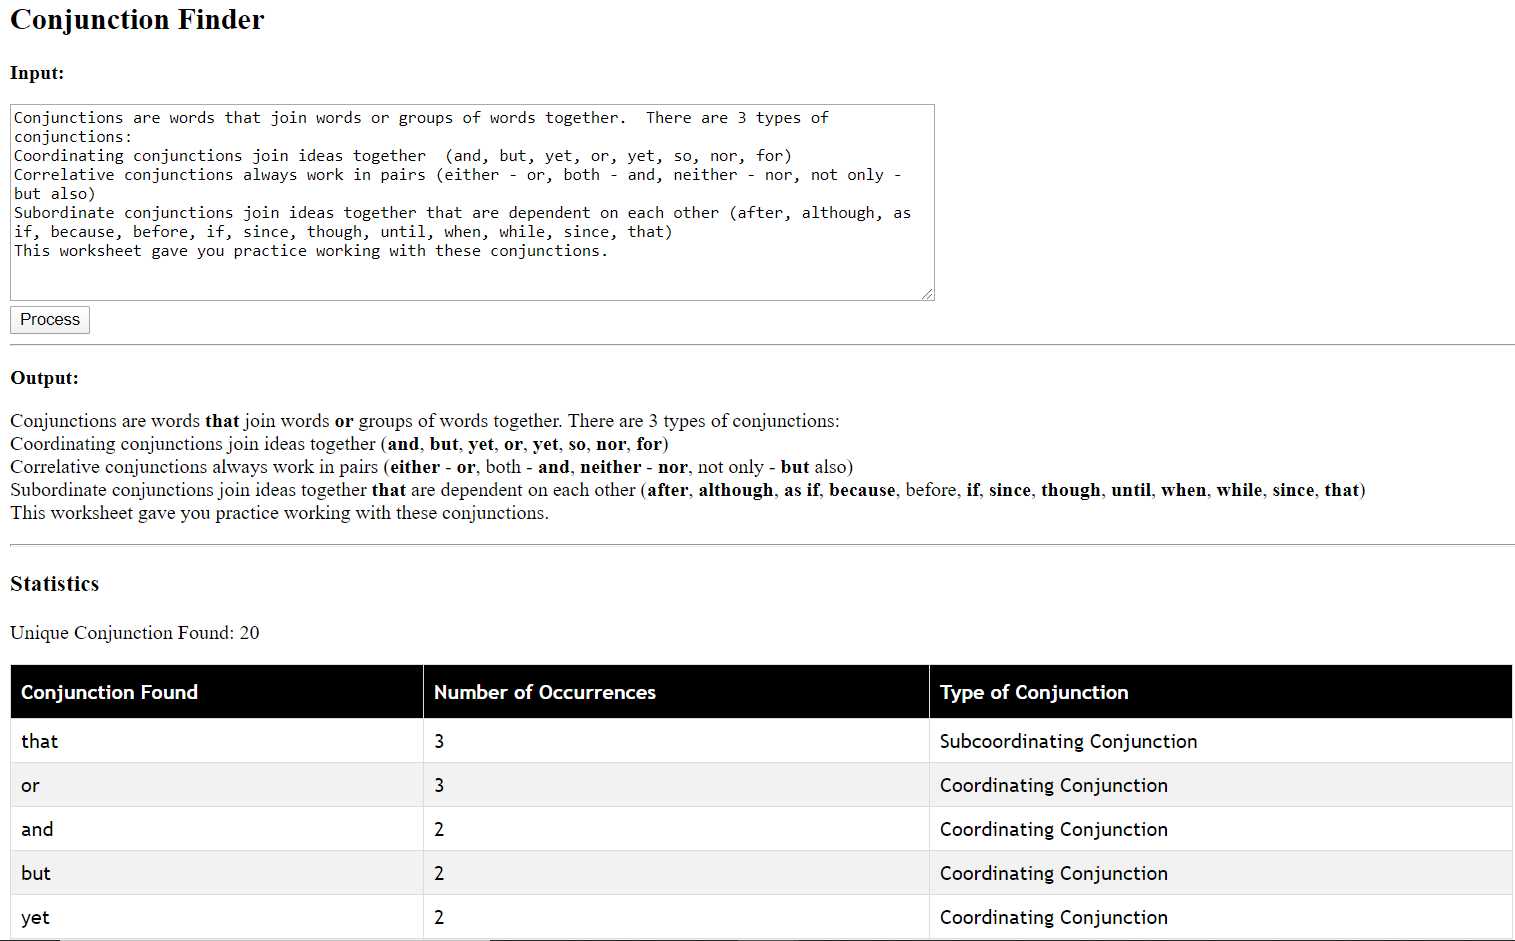 Conjunction Finder
Input:
Conjunctions are words that join words or groups of words together.  There are 3 types of
conjunctions:
Coordinating conjunctions join ideas together  (and, but, yet, or, yet, so, nor, for)
Correlative conjunctions always work in pairs (either - or, both - and, neither - nor, not only -
but also)
Subordinate conjunctions join ideas together that are dependent on each other (after, although, as
if, because, before, if, since, though, until, when, while, since, that)
This worksheet gave you practice working with these conjunctions.
Process
Output:
Conjunctions are words that join words or groups of words together. There are 3 types of conjunctions:
Coordinating conjunctions join ideas together (and, but, yet, or, yet, so, nor, for)
Correlative conjunctions always work in pairs (either - or, both - and, neither - nor, not only - but also)
Subordinate conjunctions join ideas together that are dependent on each other (after, although, as if, because, before, if, since, though, until, when, while, since, that)
This worksheet gave you practice working with these conjunctions.
Statistics
Unique Conjunction Found: 20
Conjunction Found Number of Occurrences Type of Conjunction
that 3 Subcoordinating Conjunction
or 3 Coordinating Conjunction
and 2 Coordinating Conjunction
but 2 Coordinating Conjunction
yet 2 Coordinating Conjunction